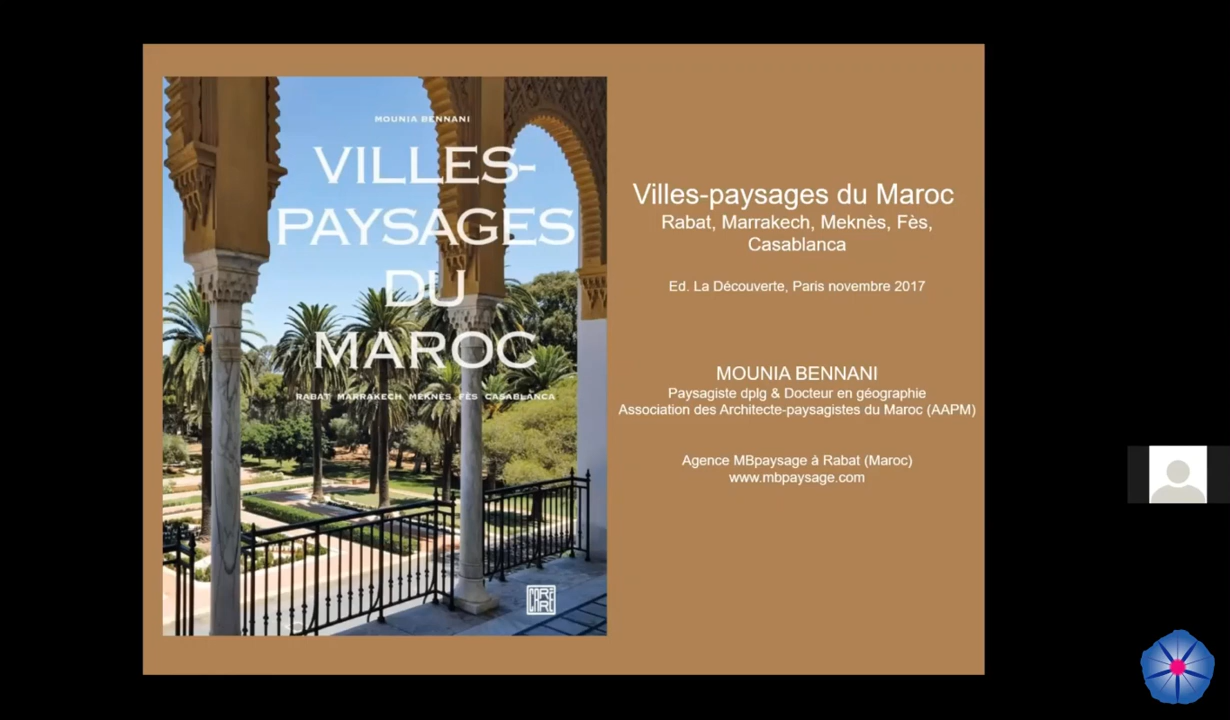 MOUNIA BENNANI
VILLES-
PAYSAGES
DU
MAROC
RABAT MARRAKECH MEKNÈS FÈS CASABLANCA
CARRÉ
Villes-paysages du Maroc
Rabat, Marrakech, Meknès, Fès,
Casablanca
Ed. La Découverte, Paris novembre 2017
MOUNIA BENNANI
Paysagiste dplg & Docteur en géographie
Association des Architecte-paysagistes du Maroc (AAPM)
Agence MBpaysage à Rabat (Maroc)
www.mbpaysage.com